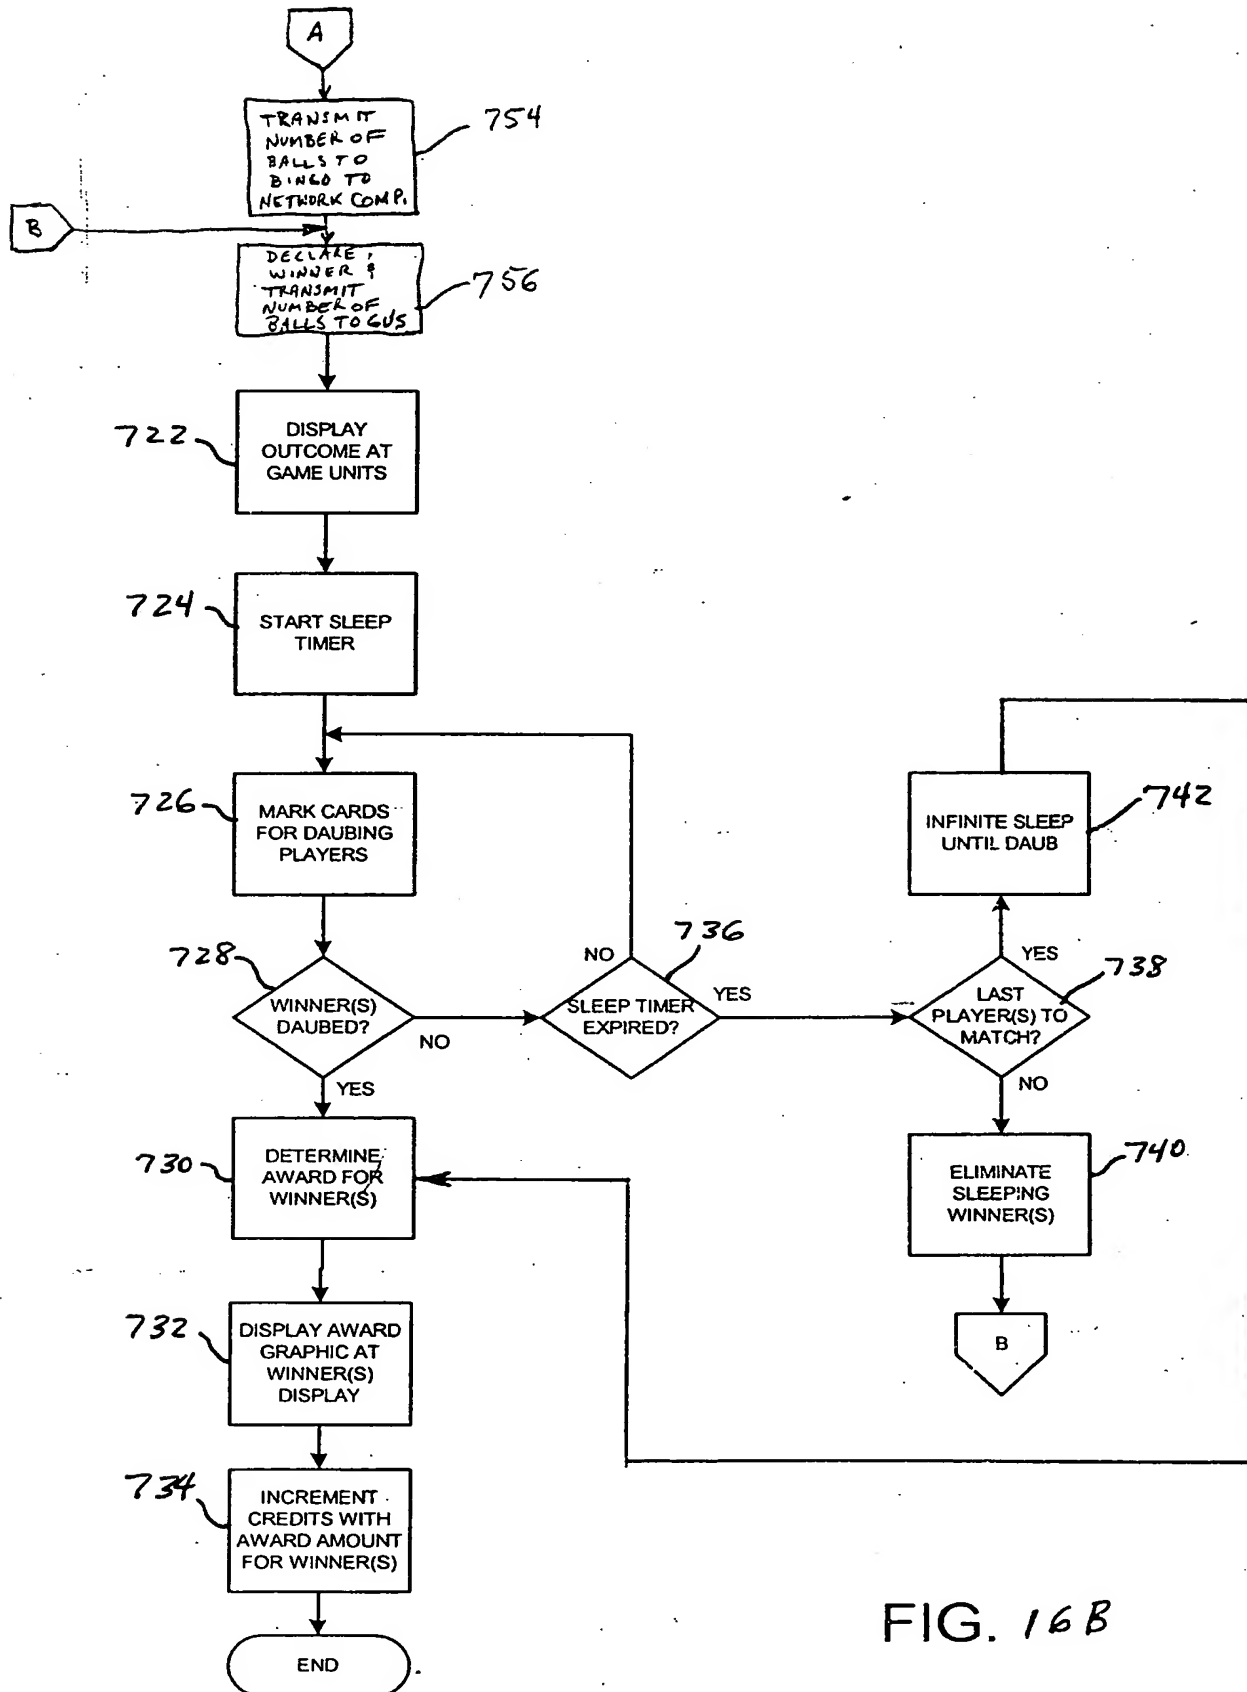 A
TRANSMIT
NUMBER OF
BALLS TO
BINGO TO
NETWORK COMP.
754
B
DECLARE
WINNER &
TRANSMIT
NUMBER OF
BALLS TO GUS
756
DISPLAY
OUTCOME AT
GAME UNITS
722
START SLEEP
TIMER
724
MARK CARDS
FOR DAUBING
PLAYERS
726
INFINITE SLEEP
UNTIL DAUB
742
WINNER(S)
DAUBED?
728
NO
YES
SLEEP TIMER
EXPIRED?
736
NO
YES
LAST
PLAYER(S) TO
MATCH?
738
YES
NO
DETERMINE
AWARD FOR
WINNER(S)
730
ELIMINATE
SLEEPING
WINNER(S)
740
B
DISPLAY AWARD
GRAPHIC AT
WINNER(S)
DISPLAY
732
INCREMENT
CREDITS WITH
AWARD AMOUNT
FOR WINNER(S)
734
END
FIG. 16B